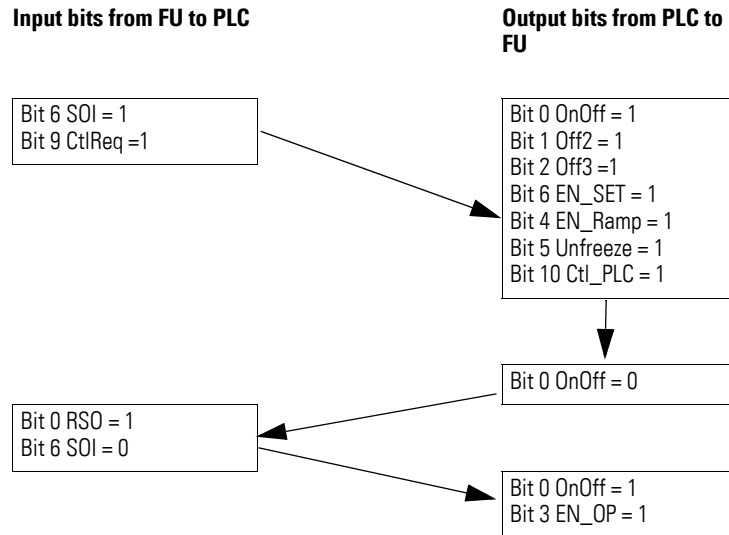 Input bits from FU to PLC
Output bits from PLC to
FU
Bit 6 SOI = 1
Bit 9 CtlReq =1
Bit 0 OnOff = 1
Bit 1 Off2 = 1
Bit 2 Off3 =1
Bit 6 EN_SET = 1
Bit 4 EN_Ramp = 1
Bit 5 Unfreeze = 1
Bit 10 Ctl_PLC = 1
Bit 0 OnOff = 0
Bit 0 RSO = 1
Bit 6 SOI = 0
Bit 0 OnOff = 1
Bit 3 EN_OP = 1